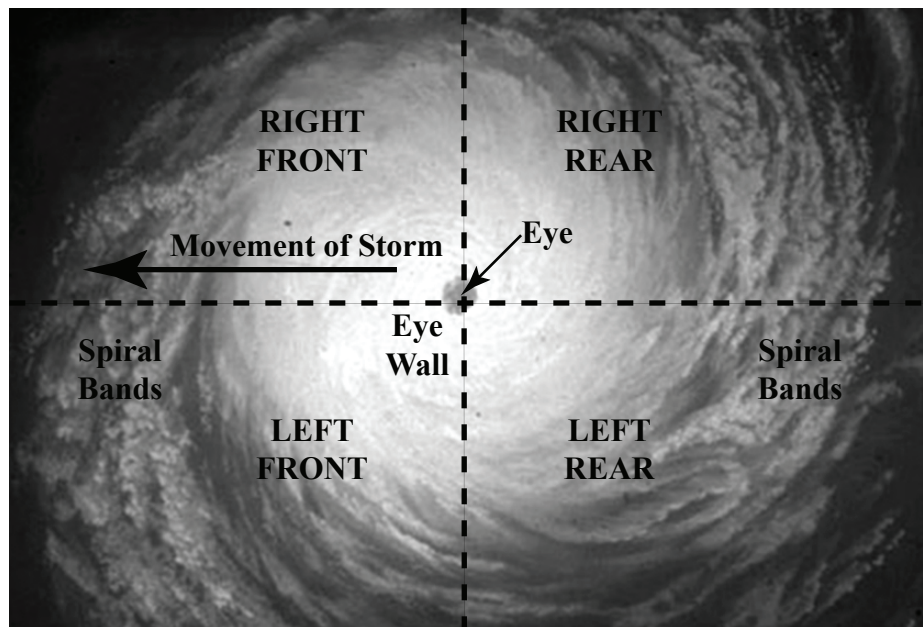 RIGHT
FRONT
RIGHT
REAR
Movement of Storm
Eye
Eye
Wall
Spiral
Bands
Spiral
Bands
LEFT
FRONT
LEFT
REAR